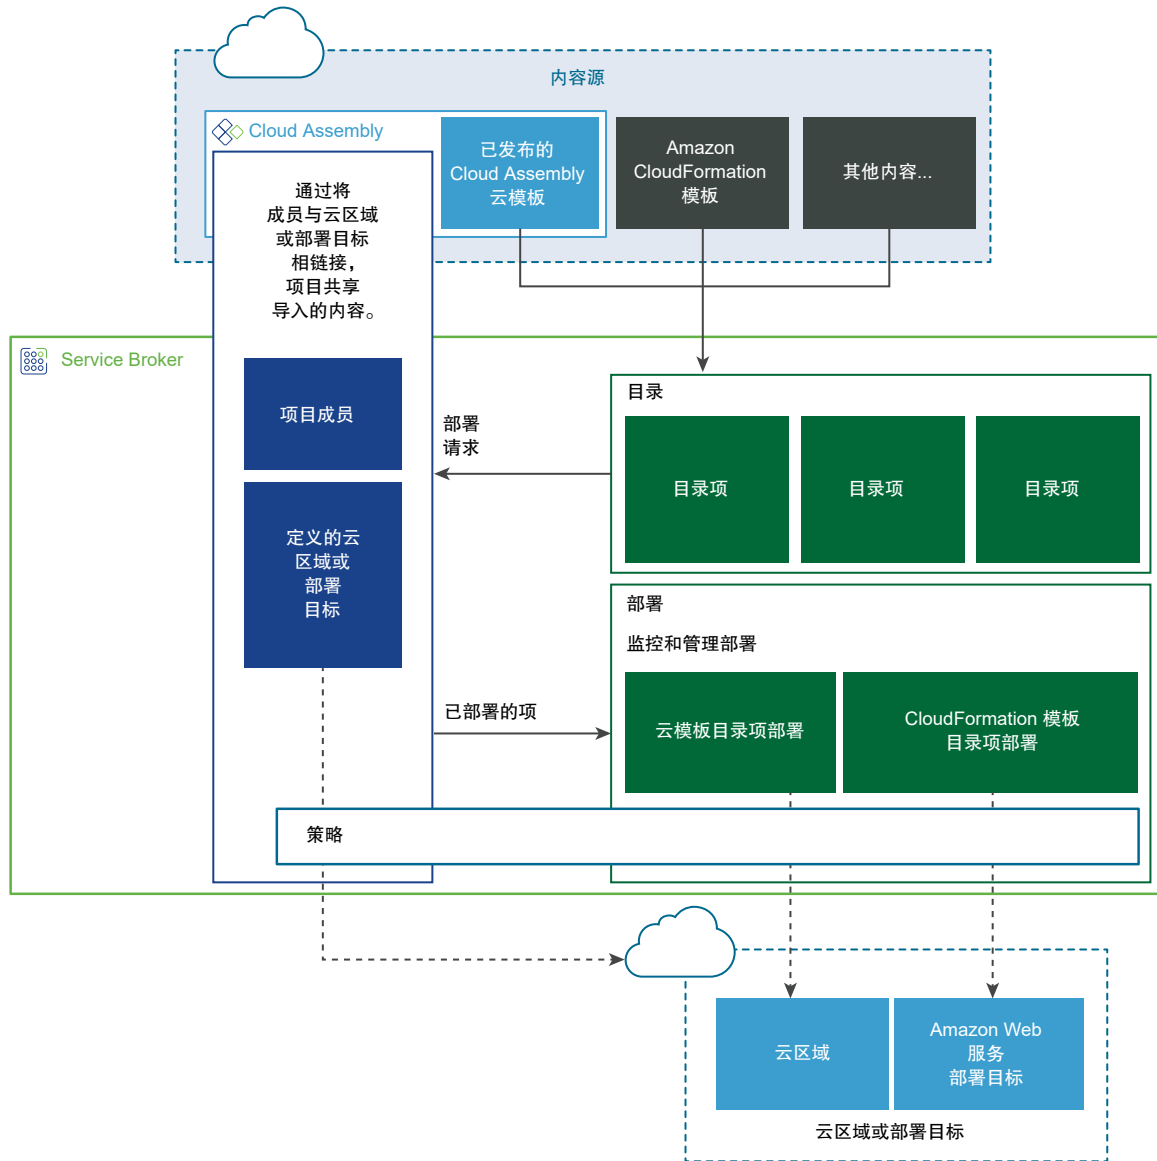 内容源
Cloud Assembly
已发布的
Cloud Assembly
云模板
Amazon
CloudFormation
模板
其他内容...
通过将
成员与云区域
或部署目标
相链接，
项目共享
导入的内容。
Service Broker
项目成员
定义的云
区域或
部署
目标
部署
请求
目录
目录项
目录项
目录项
已部署的项
部署
监控和管理部署
云模板目录项部署
CloudFormation 模板
目录项部署
策略
云区域
Amazon Web
服务
部署目标
云区域或部署目标